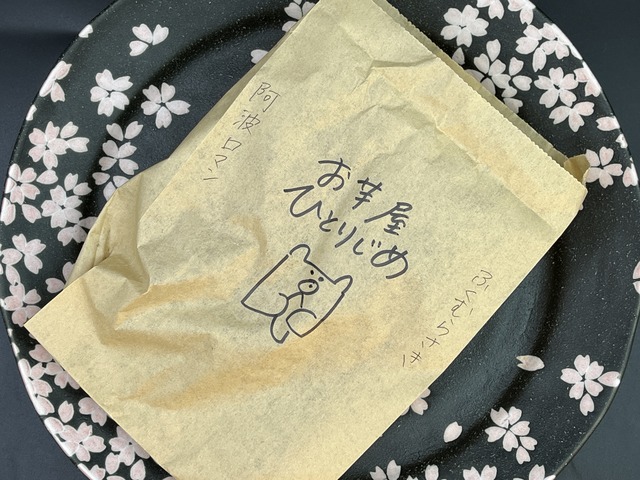 阿波ロマン
お芋屋
ひとりじめ
ふくむらさき